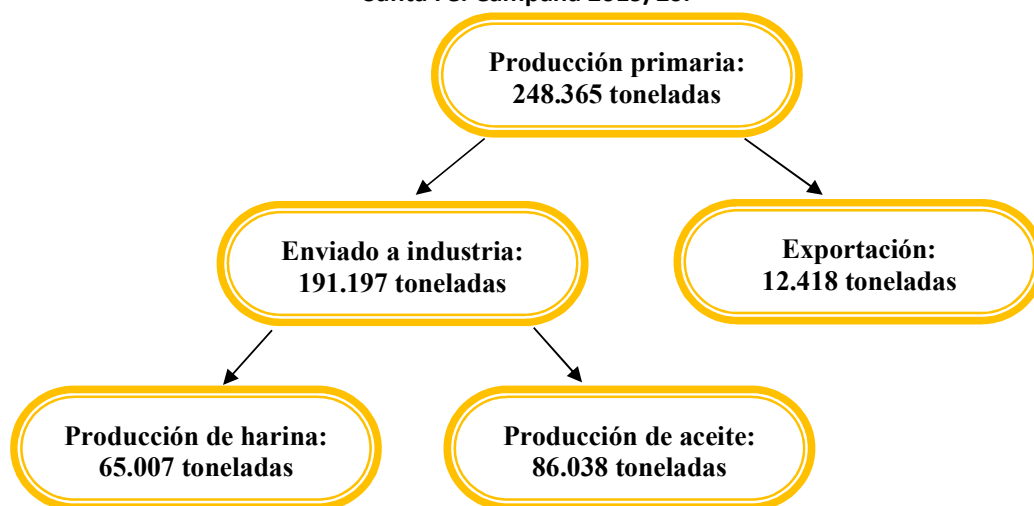 Producción primaria:
248.365 toneladas
Enviado a industria:
191.197 toneladas
Exportación:
12.418 toneladas
Producción de harina:
65.007 toneladas
Producción de aceite:
86.038 toneladas